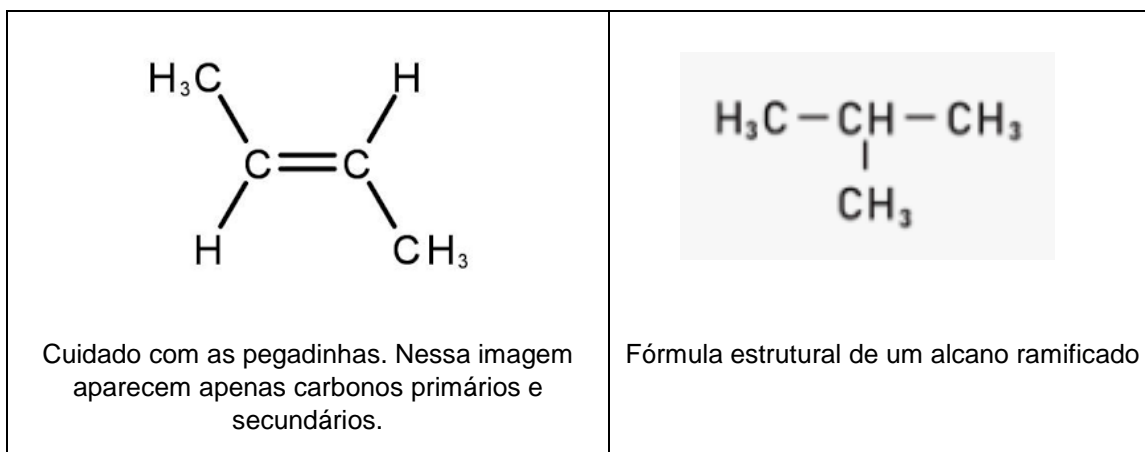 H₃C H
C=C
H CH₃
Cuidado com as pegadinhas. Nessa imagem
aparecem apenas carbonos primários e
secundários.
H₃C–CH–CH₃
CH₃
Fórmula estrutural de um alcano ramificado